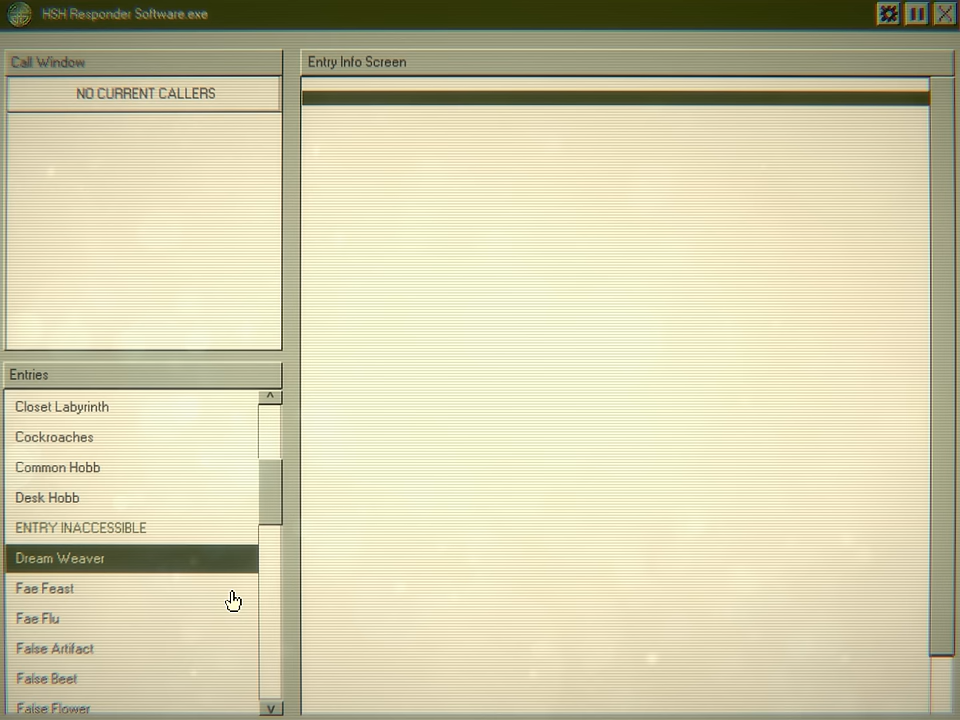 HSH Responder Software.exe
Call Window
NO CURRENT CALLERS
Entry Info Screen
Entries
Closet Labyrinth
Cockroaches
Common Hobb
Desk Hobb
ENTRY INACCESSIBLE
Dream Weaver
Fae Feast
Fae Flu
False Artifact
False Beet
False Flower